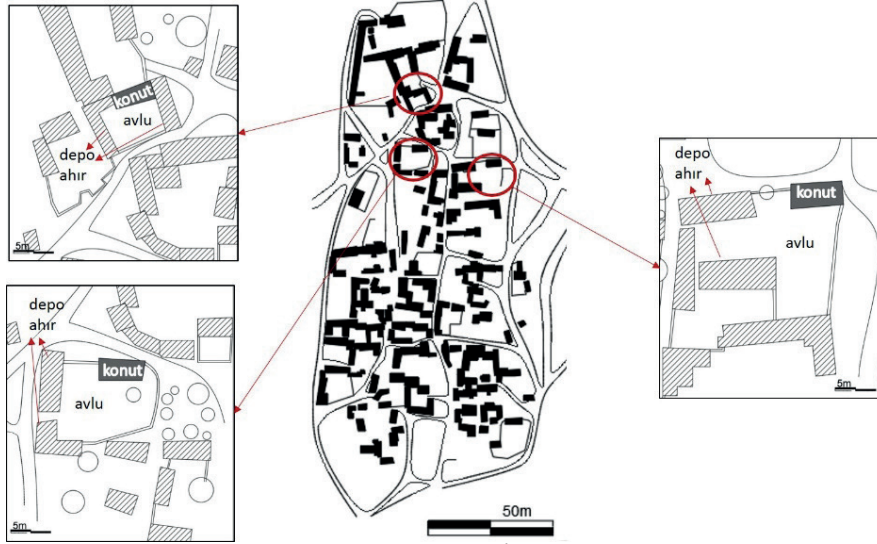 konut
avlu
depo
ahır
5m
depo
ahır
konut
avlu
5m
depo
ahır
konut
avlu
5m
50m